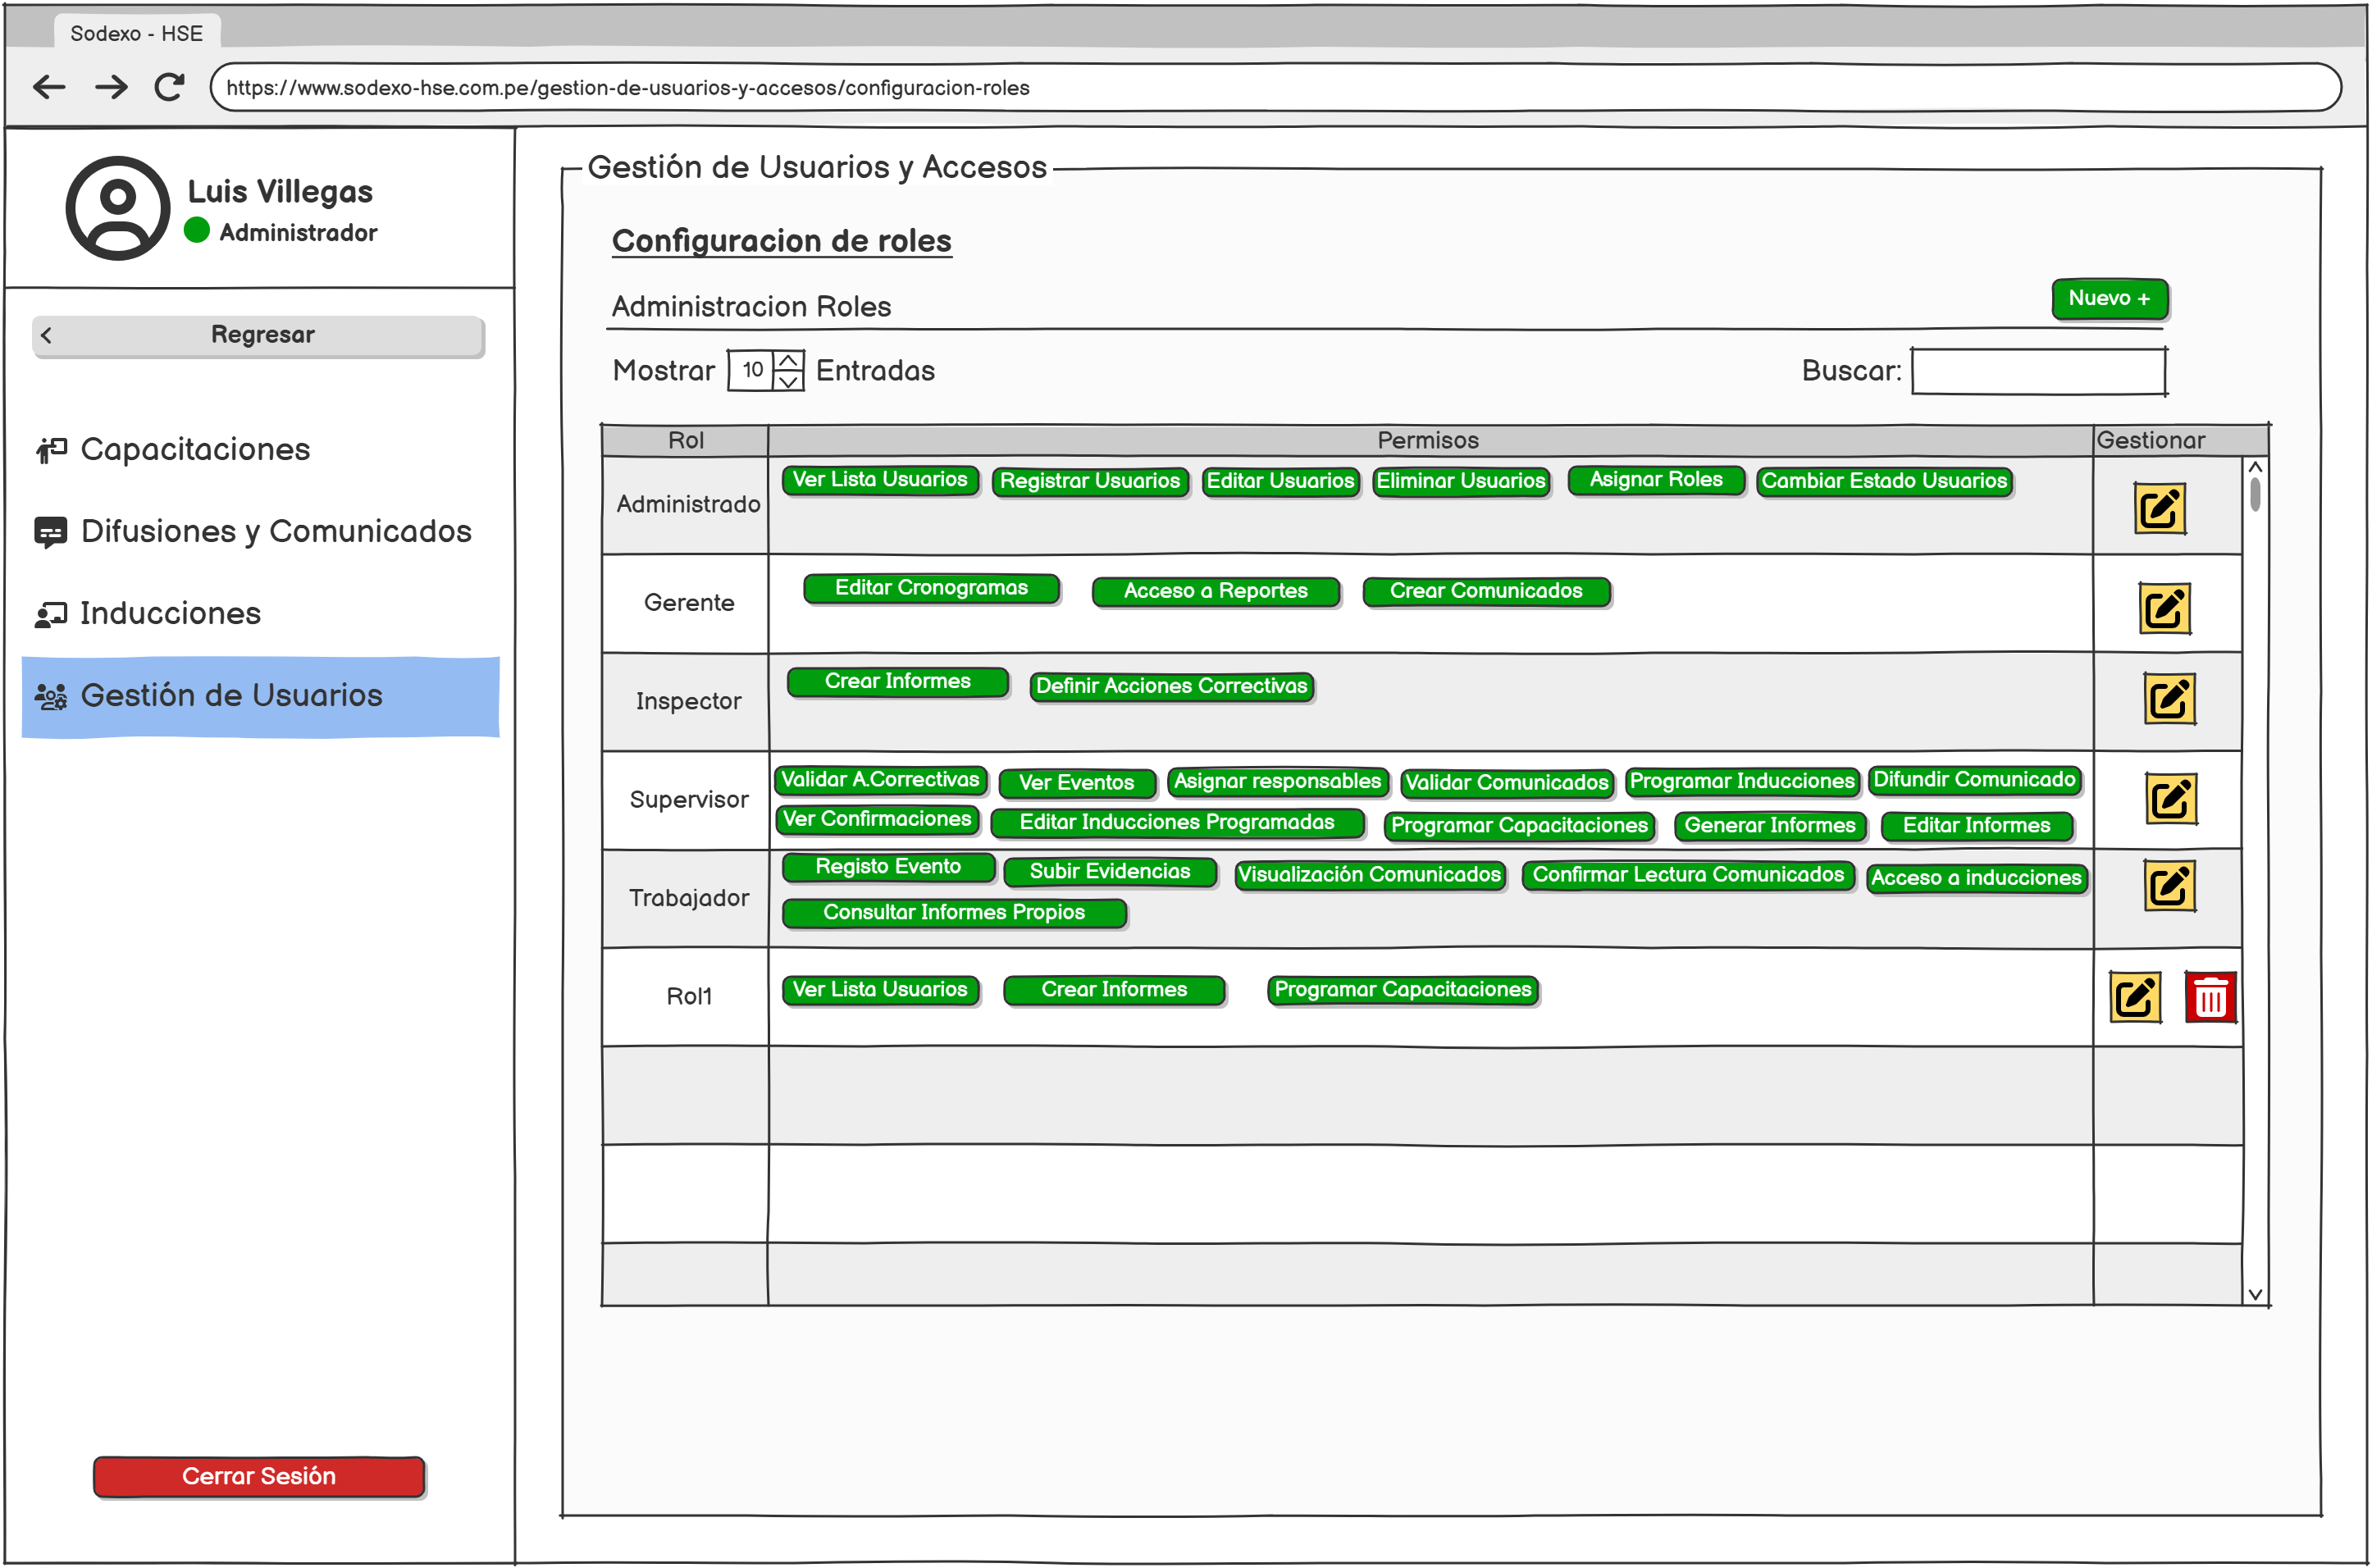 Sodexo - HSE
https://www.sodexo-hse.com.pe/gestion-de-usuarios-y-accesos/configuracion-roles
Luis Villegas
Administrador
Regresar
Capacitaciones
Difusiones y Comunicados
Inducciones
Gestión de Usuarios
Cerrar Sesión
Gestión de Usuarios y Accesos
Configuracion de roles
Administracion Roles
Nuevo +
Mostrar 10 Entradas
Buscar:
Rol Permisos Gestionar
Administrado
Ver Lista Usuarios Registrar Usuarios Editar Usuarios Eliminar Usuarios Asignar Roles Cambiar Estado Usuarios
Gerente
Editar Cronogramas Acceso a Reportes Crear Comunicados
Inspector
Crear Informes Definir Acciones Correctivas
Supervisor
Validar A.Correctivas Ver Eventos Asignar responsables Validar Comunicados Programar Inducciones Difundir Comunicado
Ver Confirmaciones Editar Inducciones Programadas Programar Capacitaciones Generar Informes Editar Informes
Trabajador
Registo Evento Subir Evidencias Visualización Comunicados Confirmar Lectura Comunicados Acceso a inducciones
Consultar Informes Propios
Rol1
Ver Lista Usuarios Crear Informes Programar Capacitaciones